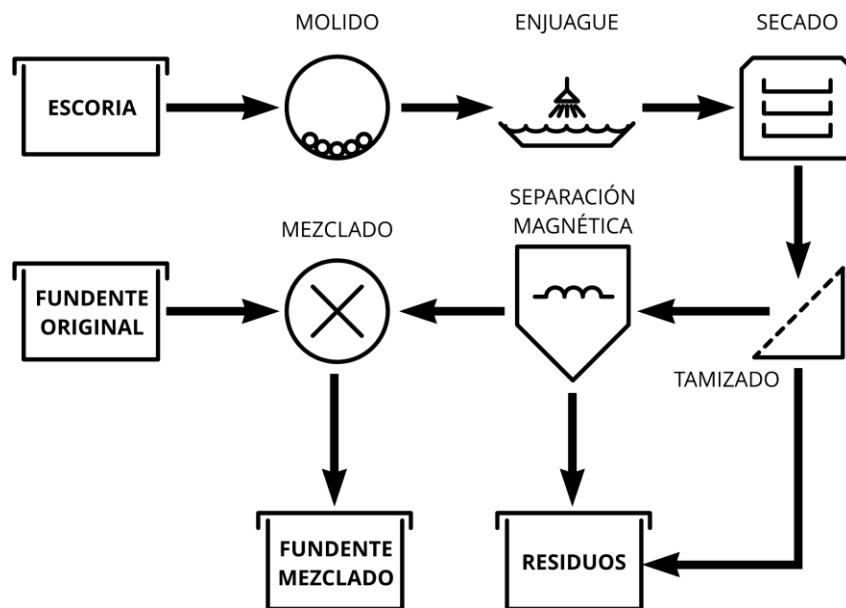 MOLIDO
ENJUAGUE
SECADO
ESCORIA
SEPARACIÓN
MAGNÉTICA
MEZCLADO
FUNDENTE
ORIGINAL
TAMIZADO
FUNDENTE
MEZCLADO
RESIDUOS